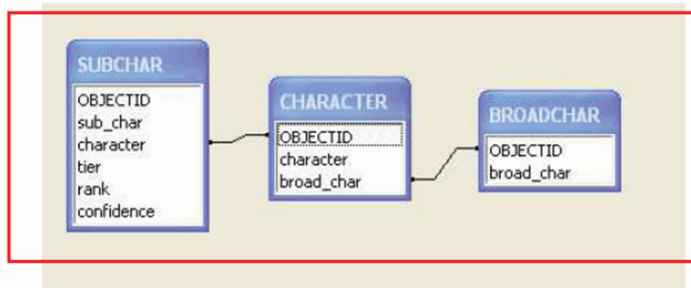 SUBCHAR
OBJECTID
sub_char
character
tier
rank
confidence
CHARACTER
OBJECTID
character
broad_char
BROADCHAR
OBJECTID
broad_char